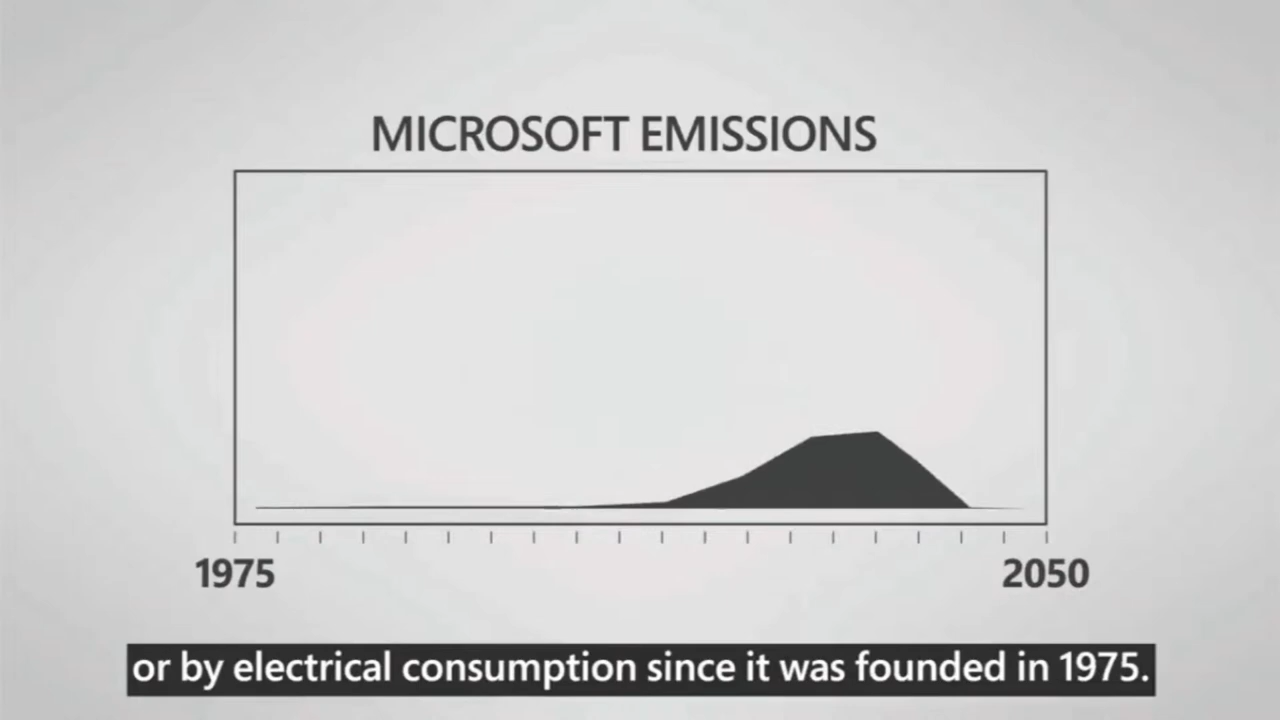 MICROSOFT EMISSIONS
1975 2050
or by electrical consumption since it was founded in 1975.